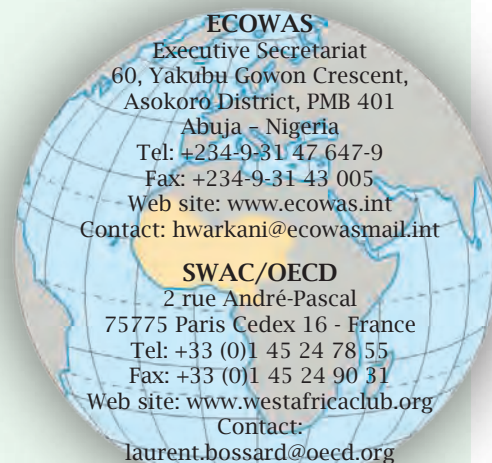 ECOWAS
Executive Secretariat
60, Yakubu Gowon Crescent,
Asokoro District, PMB 401
Abuja – Nigeria
Tel: +234-9-31 47 647-9
Fax: +234-9-31 43 005
Web site: www.ecowas.int
Contact: hwarkani@ecowasmail.int
SWAC/OECD
2 rue André-Pascal
75775 Paris Cedex 16 - France
Tel: +33 (0)1 45 24 78 55
Fax: +33 (0)1 45 24 90 31
Web site: www.westafricaclub.org
Contact:
laurent.bossard@oecd.org